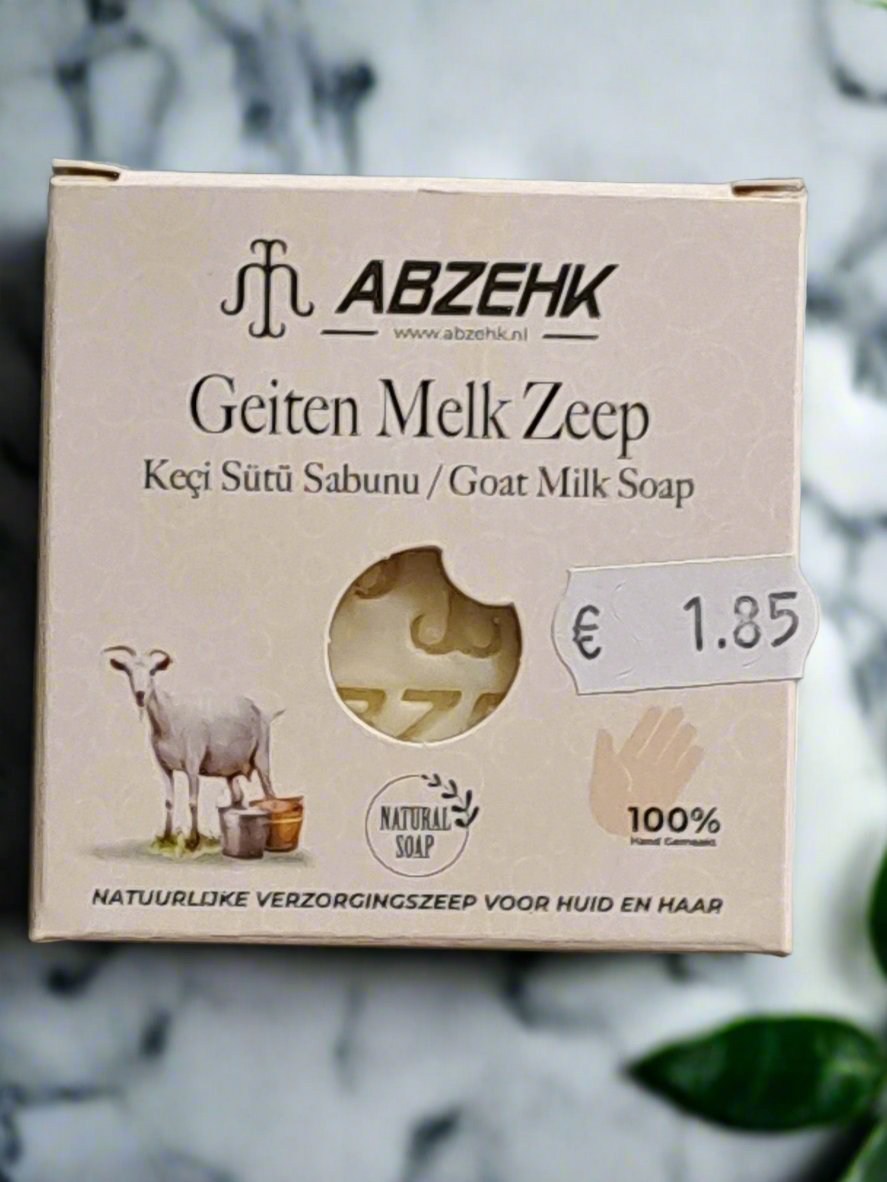 ABZEHK
www.abzehk.nl
Geiten Melk Zeep
Keçi Sütü Sabunu / Goat Milk Soap
€ 1.85
NATURAL
SOAP
100%
Hand Gemaakt
NATUURLIJKE VERZORGINGSZEEP VOOR HUID EN HAAR